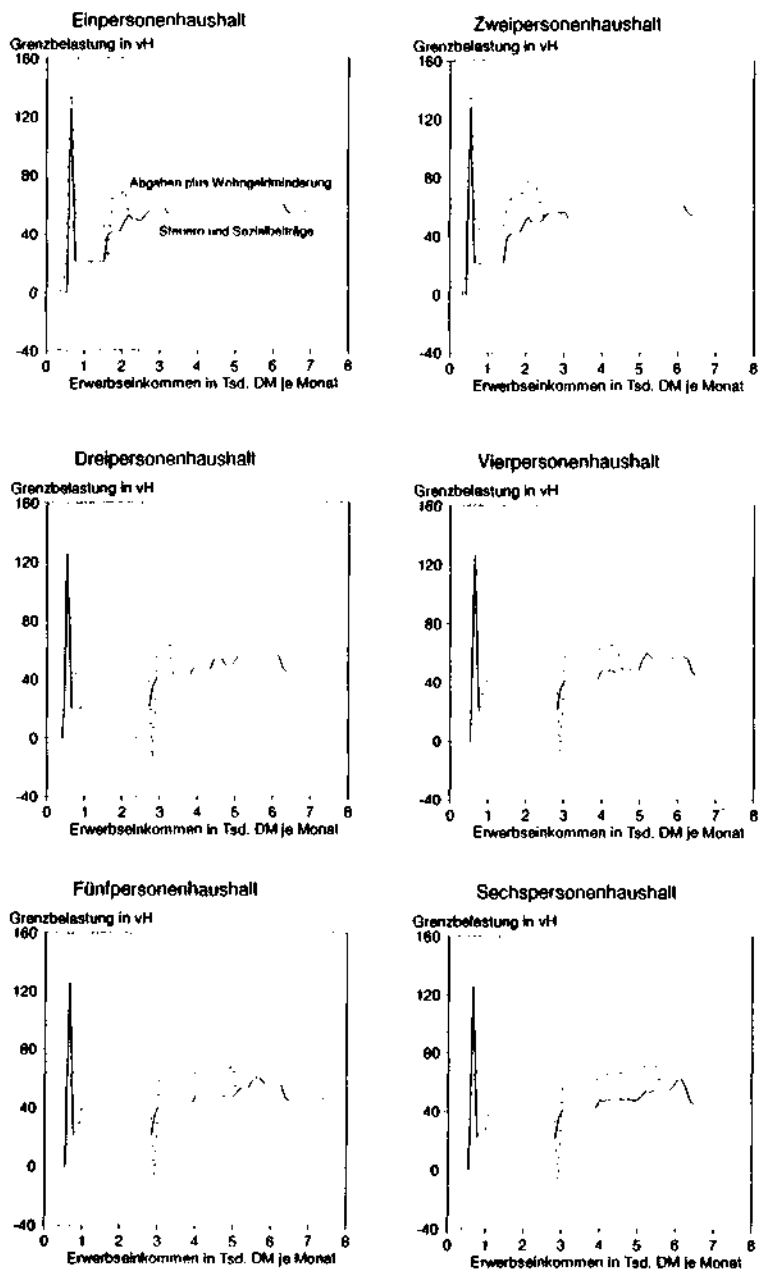 Einpersonenhaushalt
Grenzbelastung in vH
160
120
80
40
0
-40
Abgaben plus Wohngeldminderung
Steuern und Sozialbeiträge
0 1 2 3 4 5 6 7 8
Erwerbseinkommen in Tsd. DM je Monat
Zweipersonenhaushalt
Grenzbelastung in vH
160
120
80
40
0
-40
0 1 2 3 4 5 6 7 8
Erwerbseinkommen in Tsd. DM je Monat
Dreipersonenhaushalt
Grenzbelastung in vH
160
120
80
40
0
-40
0 1 2 3 4 5 6 7 8
Erwerbseinkommen in Tsd. DM je Monat
Vierpersonenhaushalt
Grenzbelastung in vH
160
120
80
40
0
-40
0 1 2 3 4 5 6 7 8
Erwerbseinkommen in Tsd. DM je Monat
Fünfpersonenhaushalt
Grenzbelastung in vH
160
120
80
40
0
-40
0 1 2 3 4 5 6 7 8
Erwerbseinkommen in Tsd. DM je Monat
Sechspersonenhaushalt
Grenzbelastung in vH
160
120
80
40
0
-40
0 1 2 3 4 5 6 7 8
Erwerbseinkommen in Tsd. DM je Monat